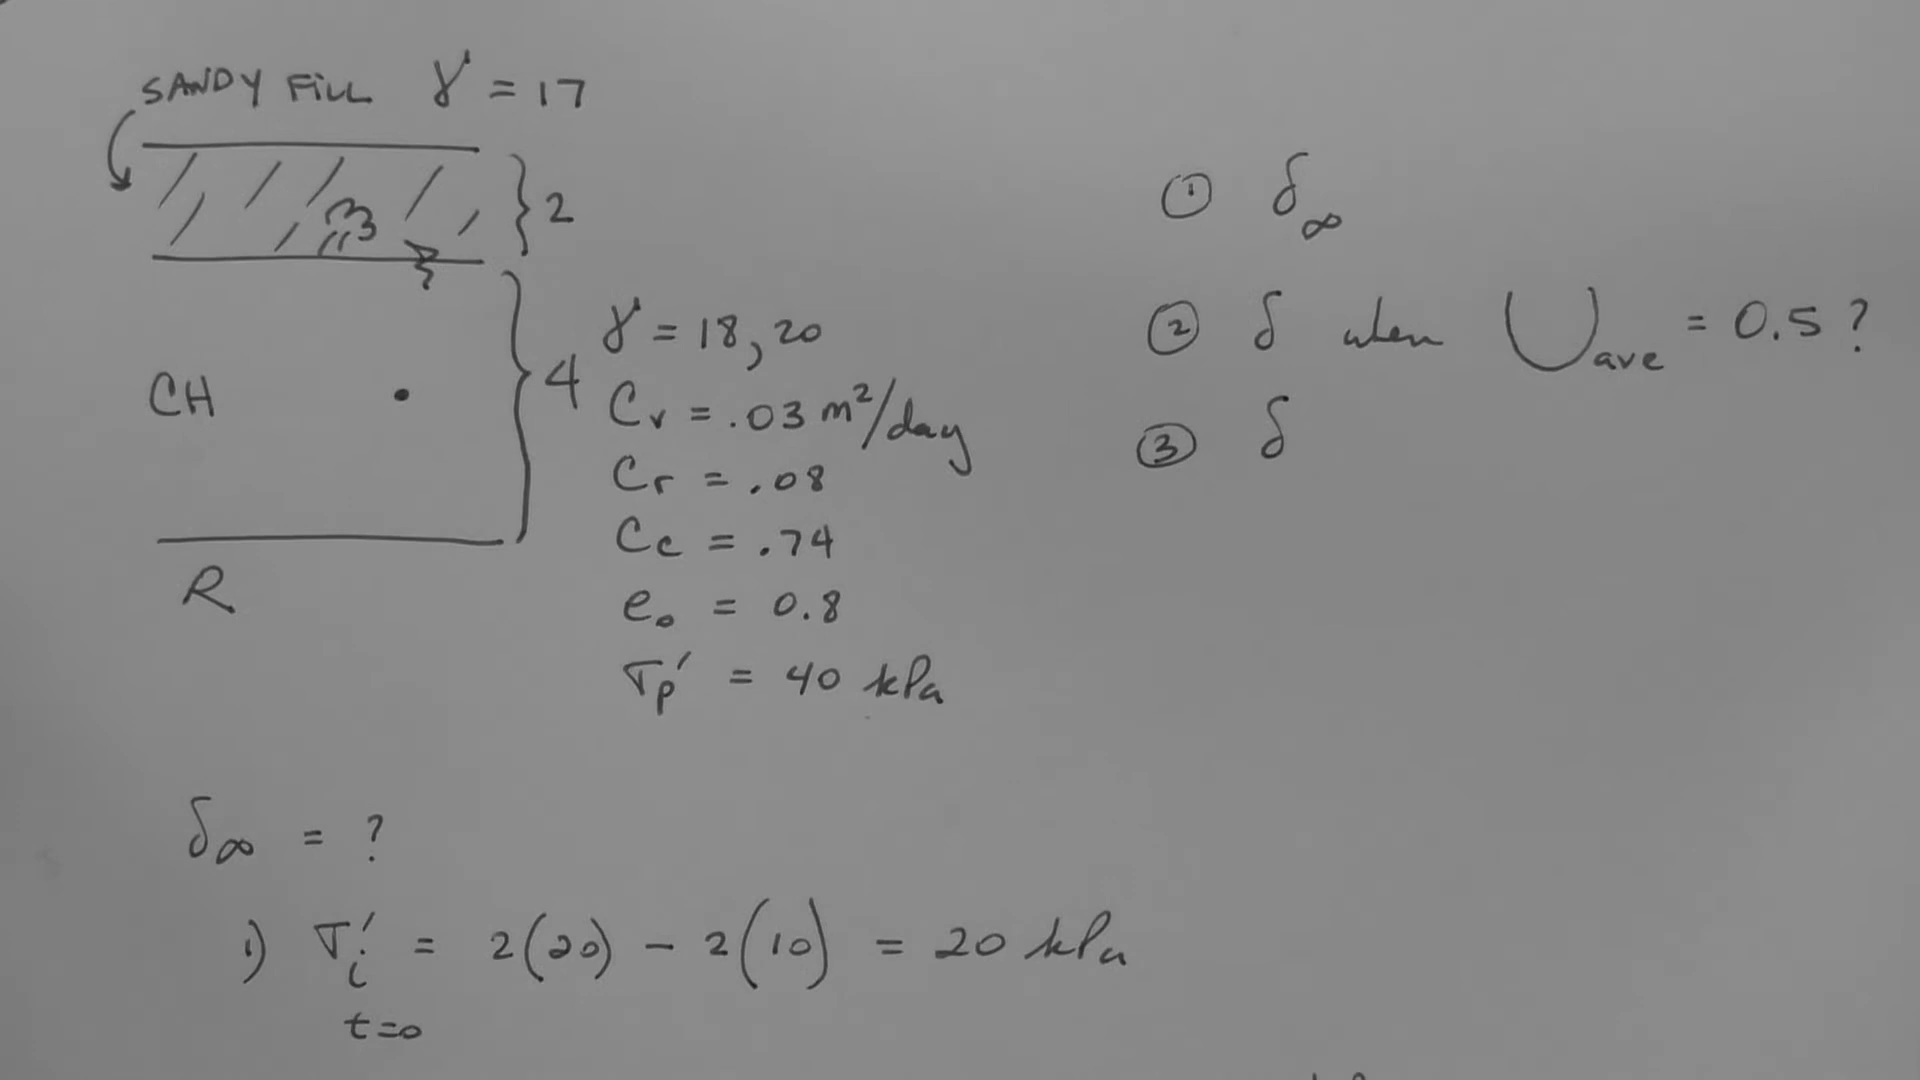 SANDY FILL γ = 17
2
CH
4
γ = 18, 20
Cv = .03 m²/day
Cr = .08
Cc = .74
e₀ = 0.8
σp' = 40 kPa
R
① δ∞
② δ when Uave = 0.5 ?
③ δ
δ∞ = ?
1) σi' = 2(20) - 2(10) = 20 kPa
t=0